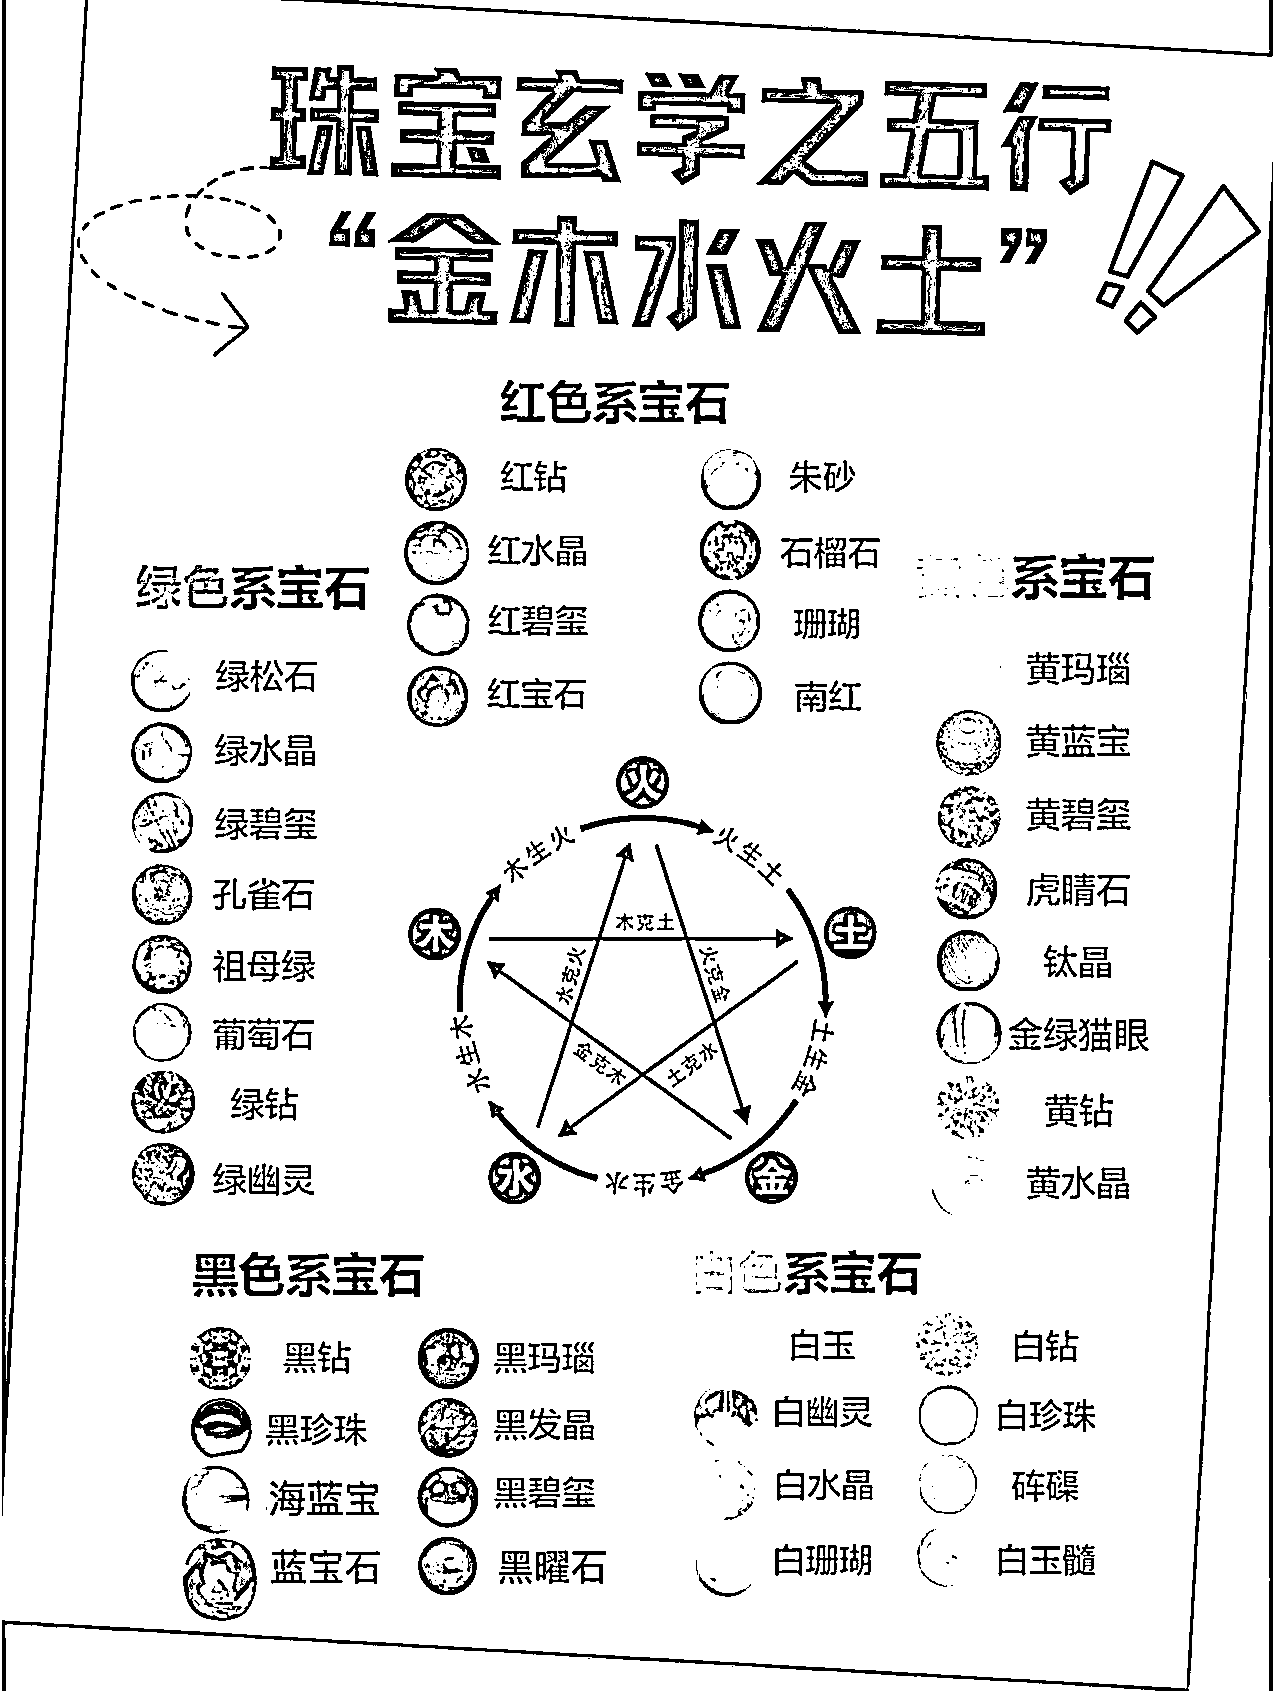 珠宝玄学之五行
“金木水火土”
红色系宝石
红钻
朱砂
红水晶
石榴石
红碧玺
珊瑚
红宝石
南红
绿色系宝石
绿松石
绿水晶
绿碧玺
孔雀石
祖母绿
葡萄石
绿钻
绿幽灵
系宝石
黄玛瑙
黄蓝宝
黄碧玺
虎睛石
钛晶
金绿猫眼
黄钻
黄水晶
火
木生火
火生土
木
木克土
土
水克火
火克金
水生木
金克木
土克水
土生金
水
金生水
金
黑色系宝石
黑钻
黑玛瑙
黑珍珠
黑发晶
海蓝宝
黑碧玺
蓝宝石
黑曜石
白色系宝石
白玉
白钻
白幽灵
白珍珠
白水晶
砗磲
白珊瑚
白玉髓